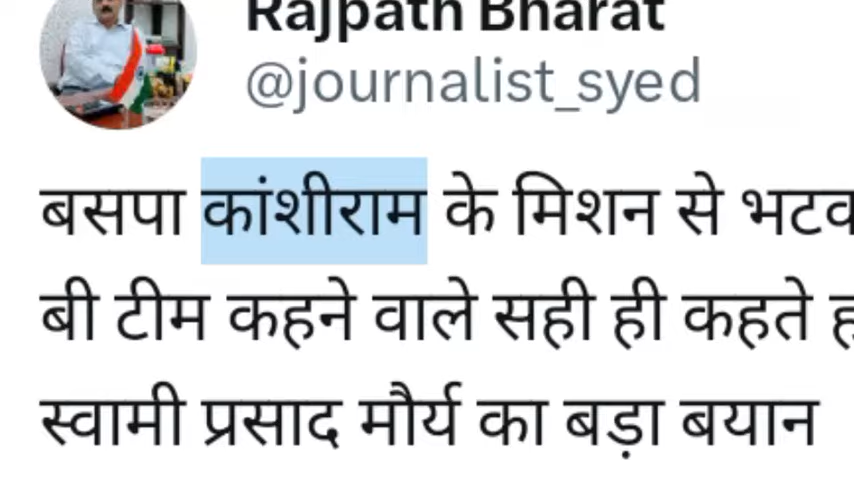 Rajpath Bharat
@journalist_syed
बसपा कांशीराम के मिशन से
बी टीम कहने वाले सही ही कहते
स्वामी प्रसाद मौर्य का बड़ा बयान